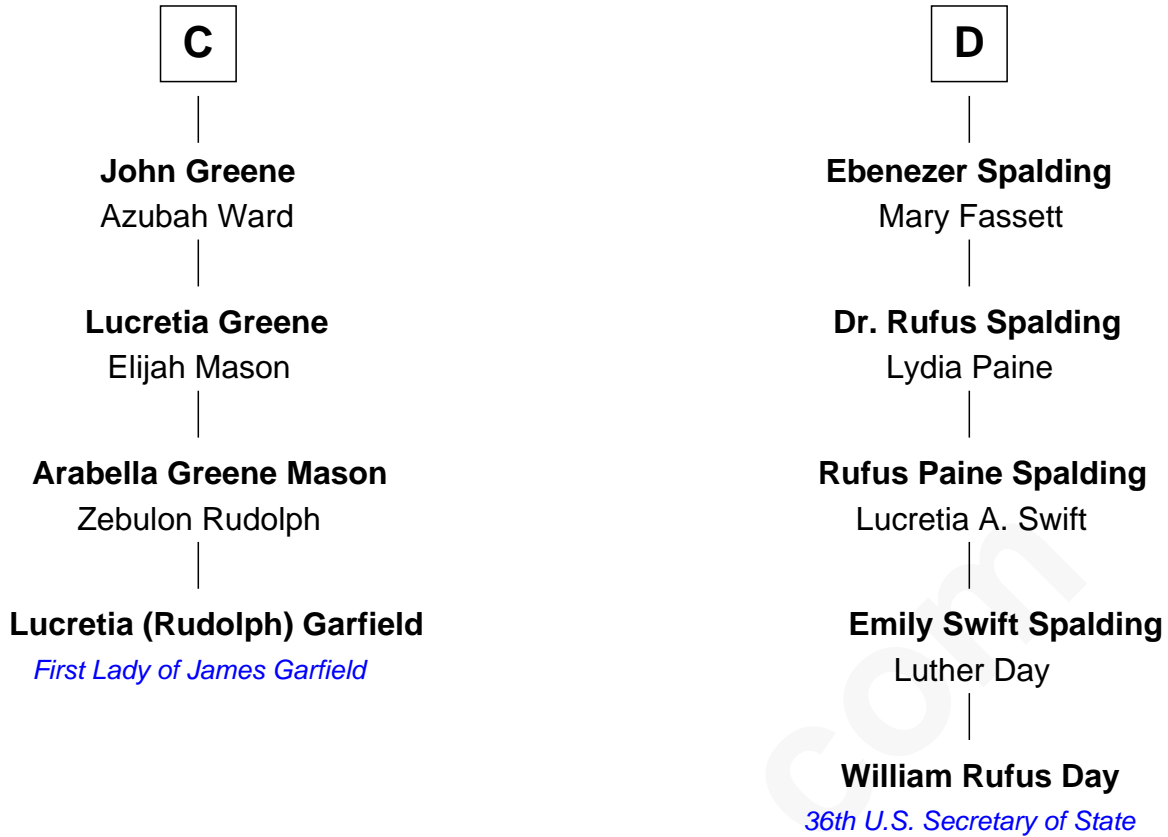 C
John Greene
Azubah Ward
Lucretia Greene
Elijah Mason
Arabella Greene Mason
Zebulon Rudolph
Lucretia (Rudolph) Garfield
First Lady of James Garfield
D
Ebenezer Spalding
Mary Fassett
Dr. Rufus Spalding
Lydia Paine
Rufus Paine Spalding
Lucretia A. Swift
Emily Swift Spalding
Luther Day
William Rufus Day
36th U.S. Secretary of State
com